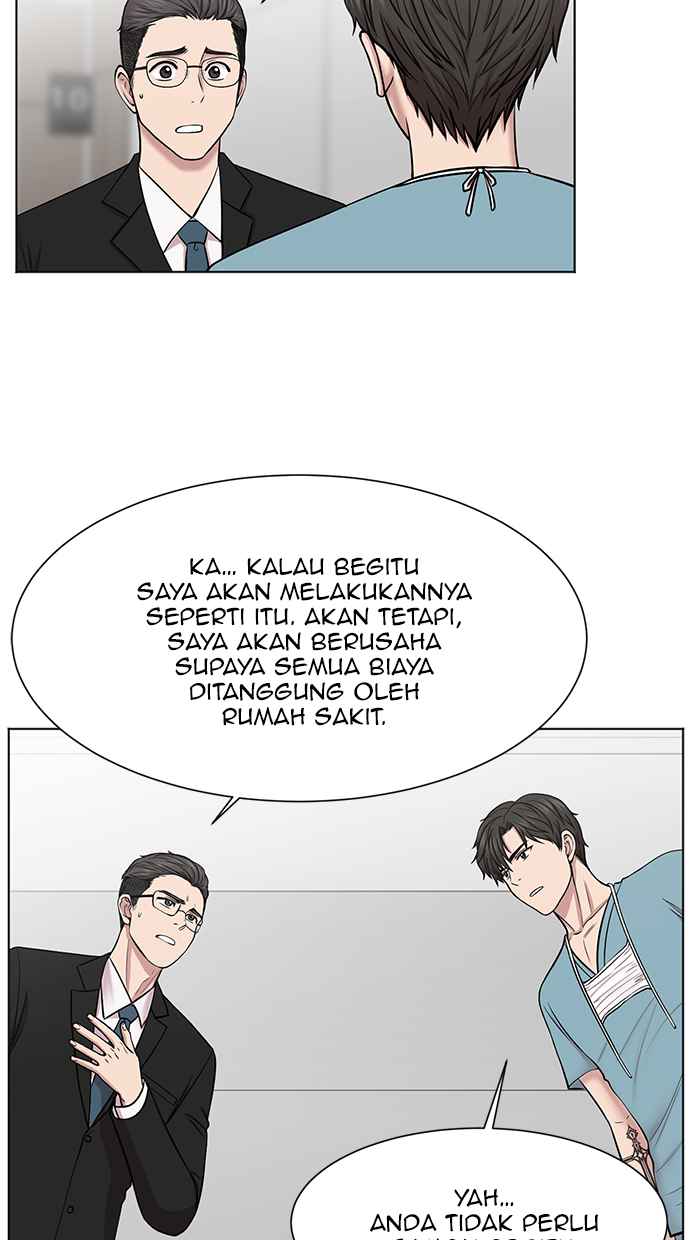 10
KA... KALAU BEGITU
SAYA AKAN MELAKUKANNYA
SEPERTI ITU. AKAN TETAPI,
SAYA AKAN BERUSAHA
SUPAYA SEMUA BIAYA
DITANGGUNG OLEH
RUMAH SAKIT.
YAH...
ANDA TIDAK PERLU